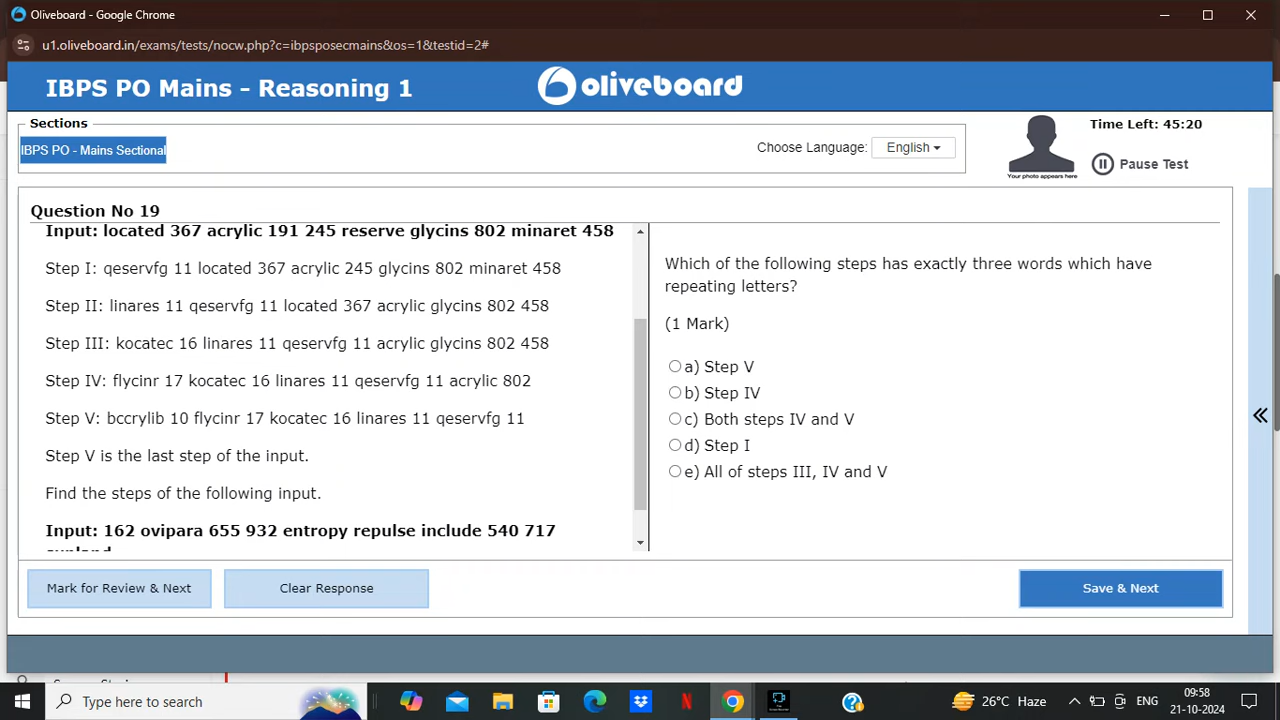 Oliveboard - Google Chrome
u1.oliveboard.in/exams/tests/nocw.php?c=ibpsposecmains&os=1&testid=2#
IBPS PO Mains - Reasoning 1
oliveboard
Sections
IBPS PO - Mains Sectional
Choose Language:
English
Your photo appears here
Time Left: 45:20
Pause Test
Question No 19
Input: located 367 acrylic 191 245 reserve glycins 802 minaret 458
Step I: qeservfg 11 located 367 acrylic 245 glycins 802 minaret 458
Step II: linares 11 qeservfg 11 located 367 acrylic glycins 802 458
Step III: kocatec 16 linares 11 qeservfg 11 acrylic glycins 802 458
Step IV: flycinr 17 kocatec 16 linares 11 qeservfg 11 acrylic 802
Step V: bccrylib 10 flycinr 17 kocatec 16 linares 11 qeservfg 11
Step V is the last step of the input.
Find the steps of the following input.
Input: 162 ovipara 655 932 entropy repulse include 540 717
Which of the following steps has exactly three words which have
repeating letters?
(1 Mark)
a) Step V
b) Step IV
c) Both steps IV and V
d) Step I
e) All of steps III, IV and V
Mark for Review & Next
Clear Response
Save & Next
Type here to search
26°C Haze
ENG
09:58
21-10-2024